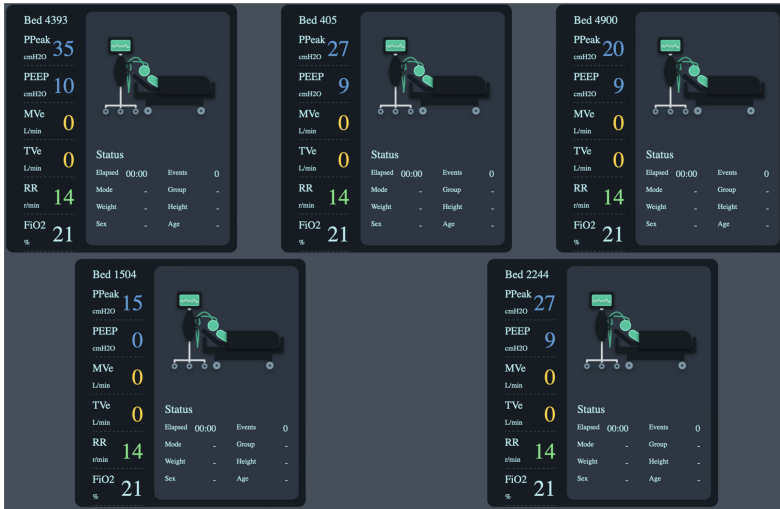 Bed 4393
PPeak 35
cmH2O
PEEP 10
cmH2O
MVe 0
L/min
TVe 0
L/min
RR 14
r/min
FiO2 21
%
Status
Elapsed 00:00 Events 0
Mode - Group -
Weight - Height -
Sex - Age -
Bed 405
PPeak 27
cmH2O
PEEP 9
cmH2O
MVe 0
L/min
TVe 0
L/min
RR 14
r/min
FiO2 21
%
Status
Elapsed 00:00 Events 0
Mode - Group -
Weight - Height -
Sex - Age -
Bed 4900
PPeak 20
cmH2O
PEEP 9
cmH2O
MVe 0
L/min
TVe 0
L/min
RR 14
r/min
FiO2 21
%
Status
Elapsed 00:00 Events 0
Mode - Group -
Weight - Height -
Sex - Age -
Bed 1504
PPeak 15
cmH2O
PEEP 0
cmH2O
MVe 0
L/min
TVe 0
L/min
RR 14
r/min
FiO2 21
%
Status
Elapsed 00:00 Events 0
Mode - Group -
Weight - Height -
Sex - Age -
Bed 2244
PPeak 27
cmH2O
PEEP 9
cmH2O
MVe 0
L/min
TVe 0
L/min
RR 14
r/min
FiO2 21
%
Status
Elapsed 00:00 Events 0
Mode - Group -
Weight - Height -
Sex - Age -